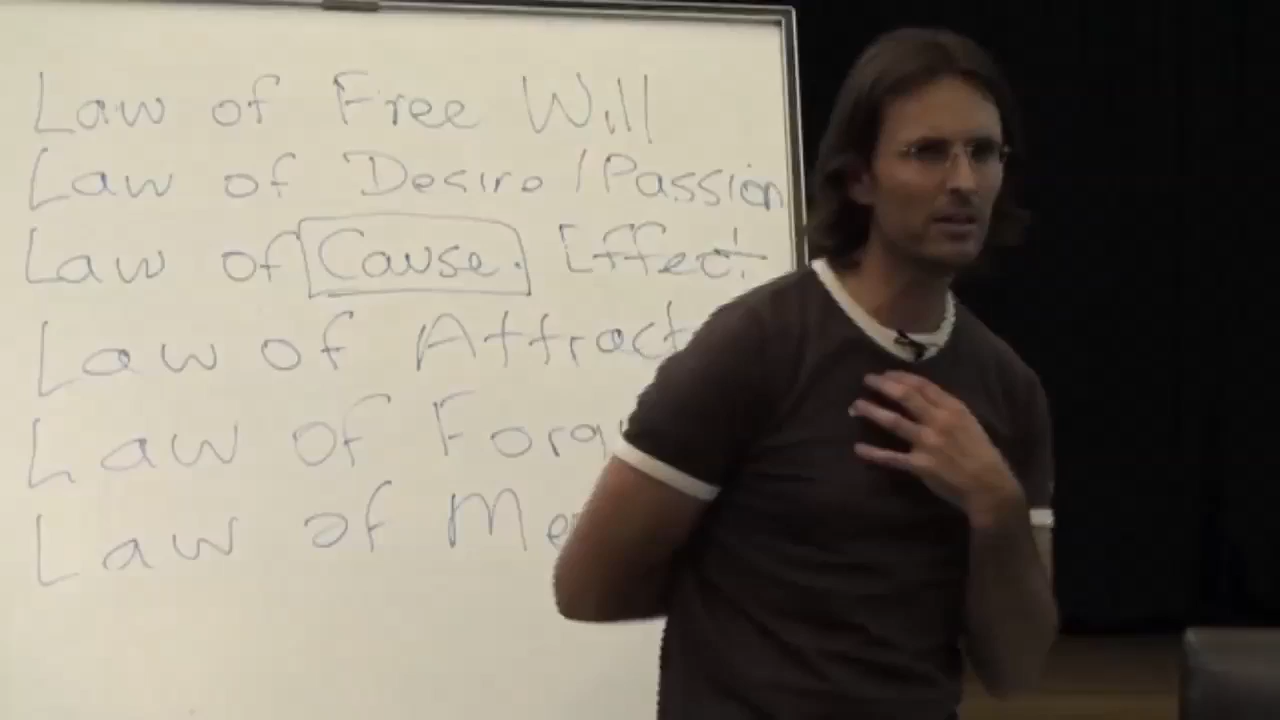 Law of Free Will
Law of Desire / Passion
Law of Cause. Effect.
Law of Attract
Law of Forg
Law of Me